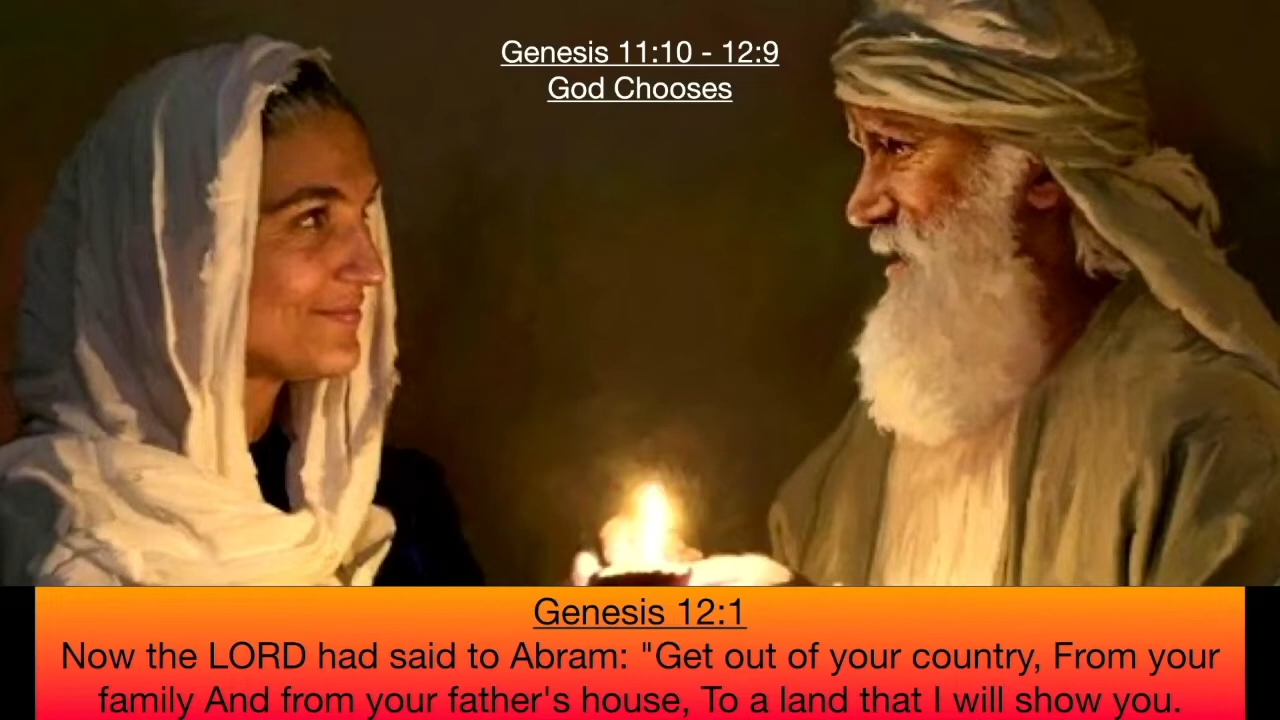 Genesis 11:10 - 12:9
God Chooses
Genesis 12:1
Now the LORD had said to Abram: "Get out of your country, From your
family And from your father's house, To a land that I will show you.